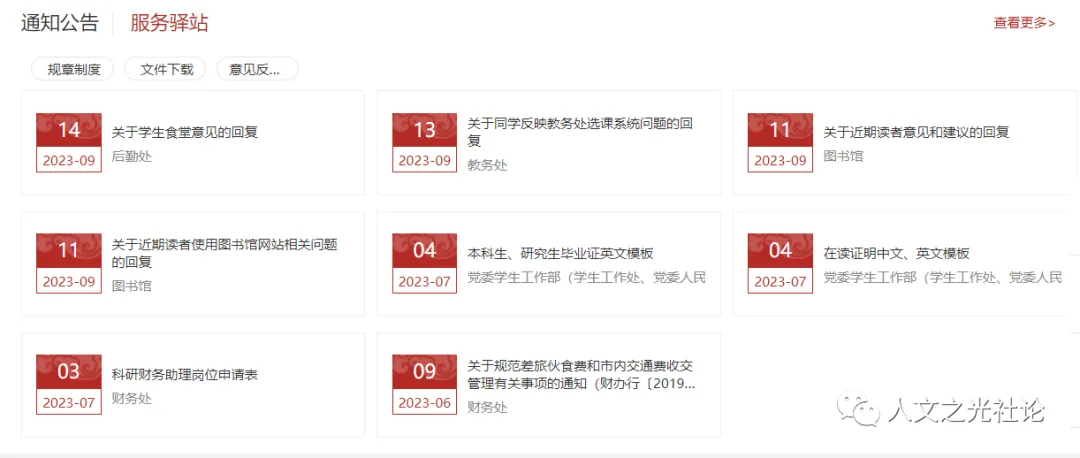 通知公告
服务驿站
查看更多>
规章制度
文件下载
意见反...
14
2023-09
关于学生食堂意见的回复
后勤处
13
2023-09
关于同学反映教务处选课系统问题的回
复
教务处
11
2023-09
关于近期读者意见和建议的回复
图书馆
11
2023-09
关于近期读者使用图书馆网站相关问题
的回复
图书馆
04
2023-07
本科生、研究生毕业证英文模板
党委学生工作部（学生工作处、党委人民
04
2023-07
在读证明中文、英文模板
党委学生工作部（学生工作处、党委人民
03
2023-07
科研财务助理岗位申请表
财务处
09
2023-06
关于规范差旅伙食费和市内交通费收交
管理有关事项的通知（财办行［2019...
财务处
人文之光社论